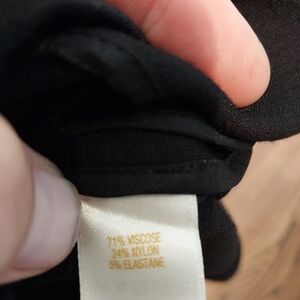 71% VISCOSE
24% NYLON
5% ELASTANE